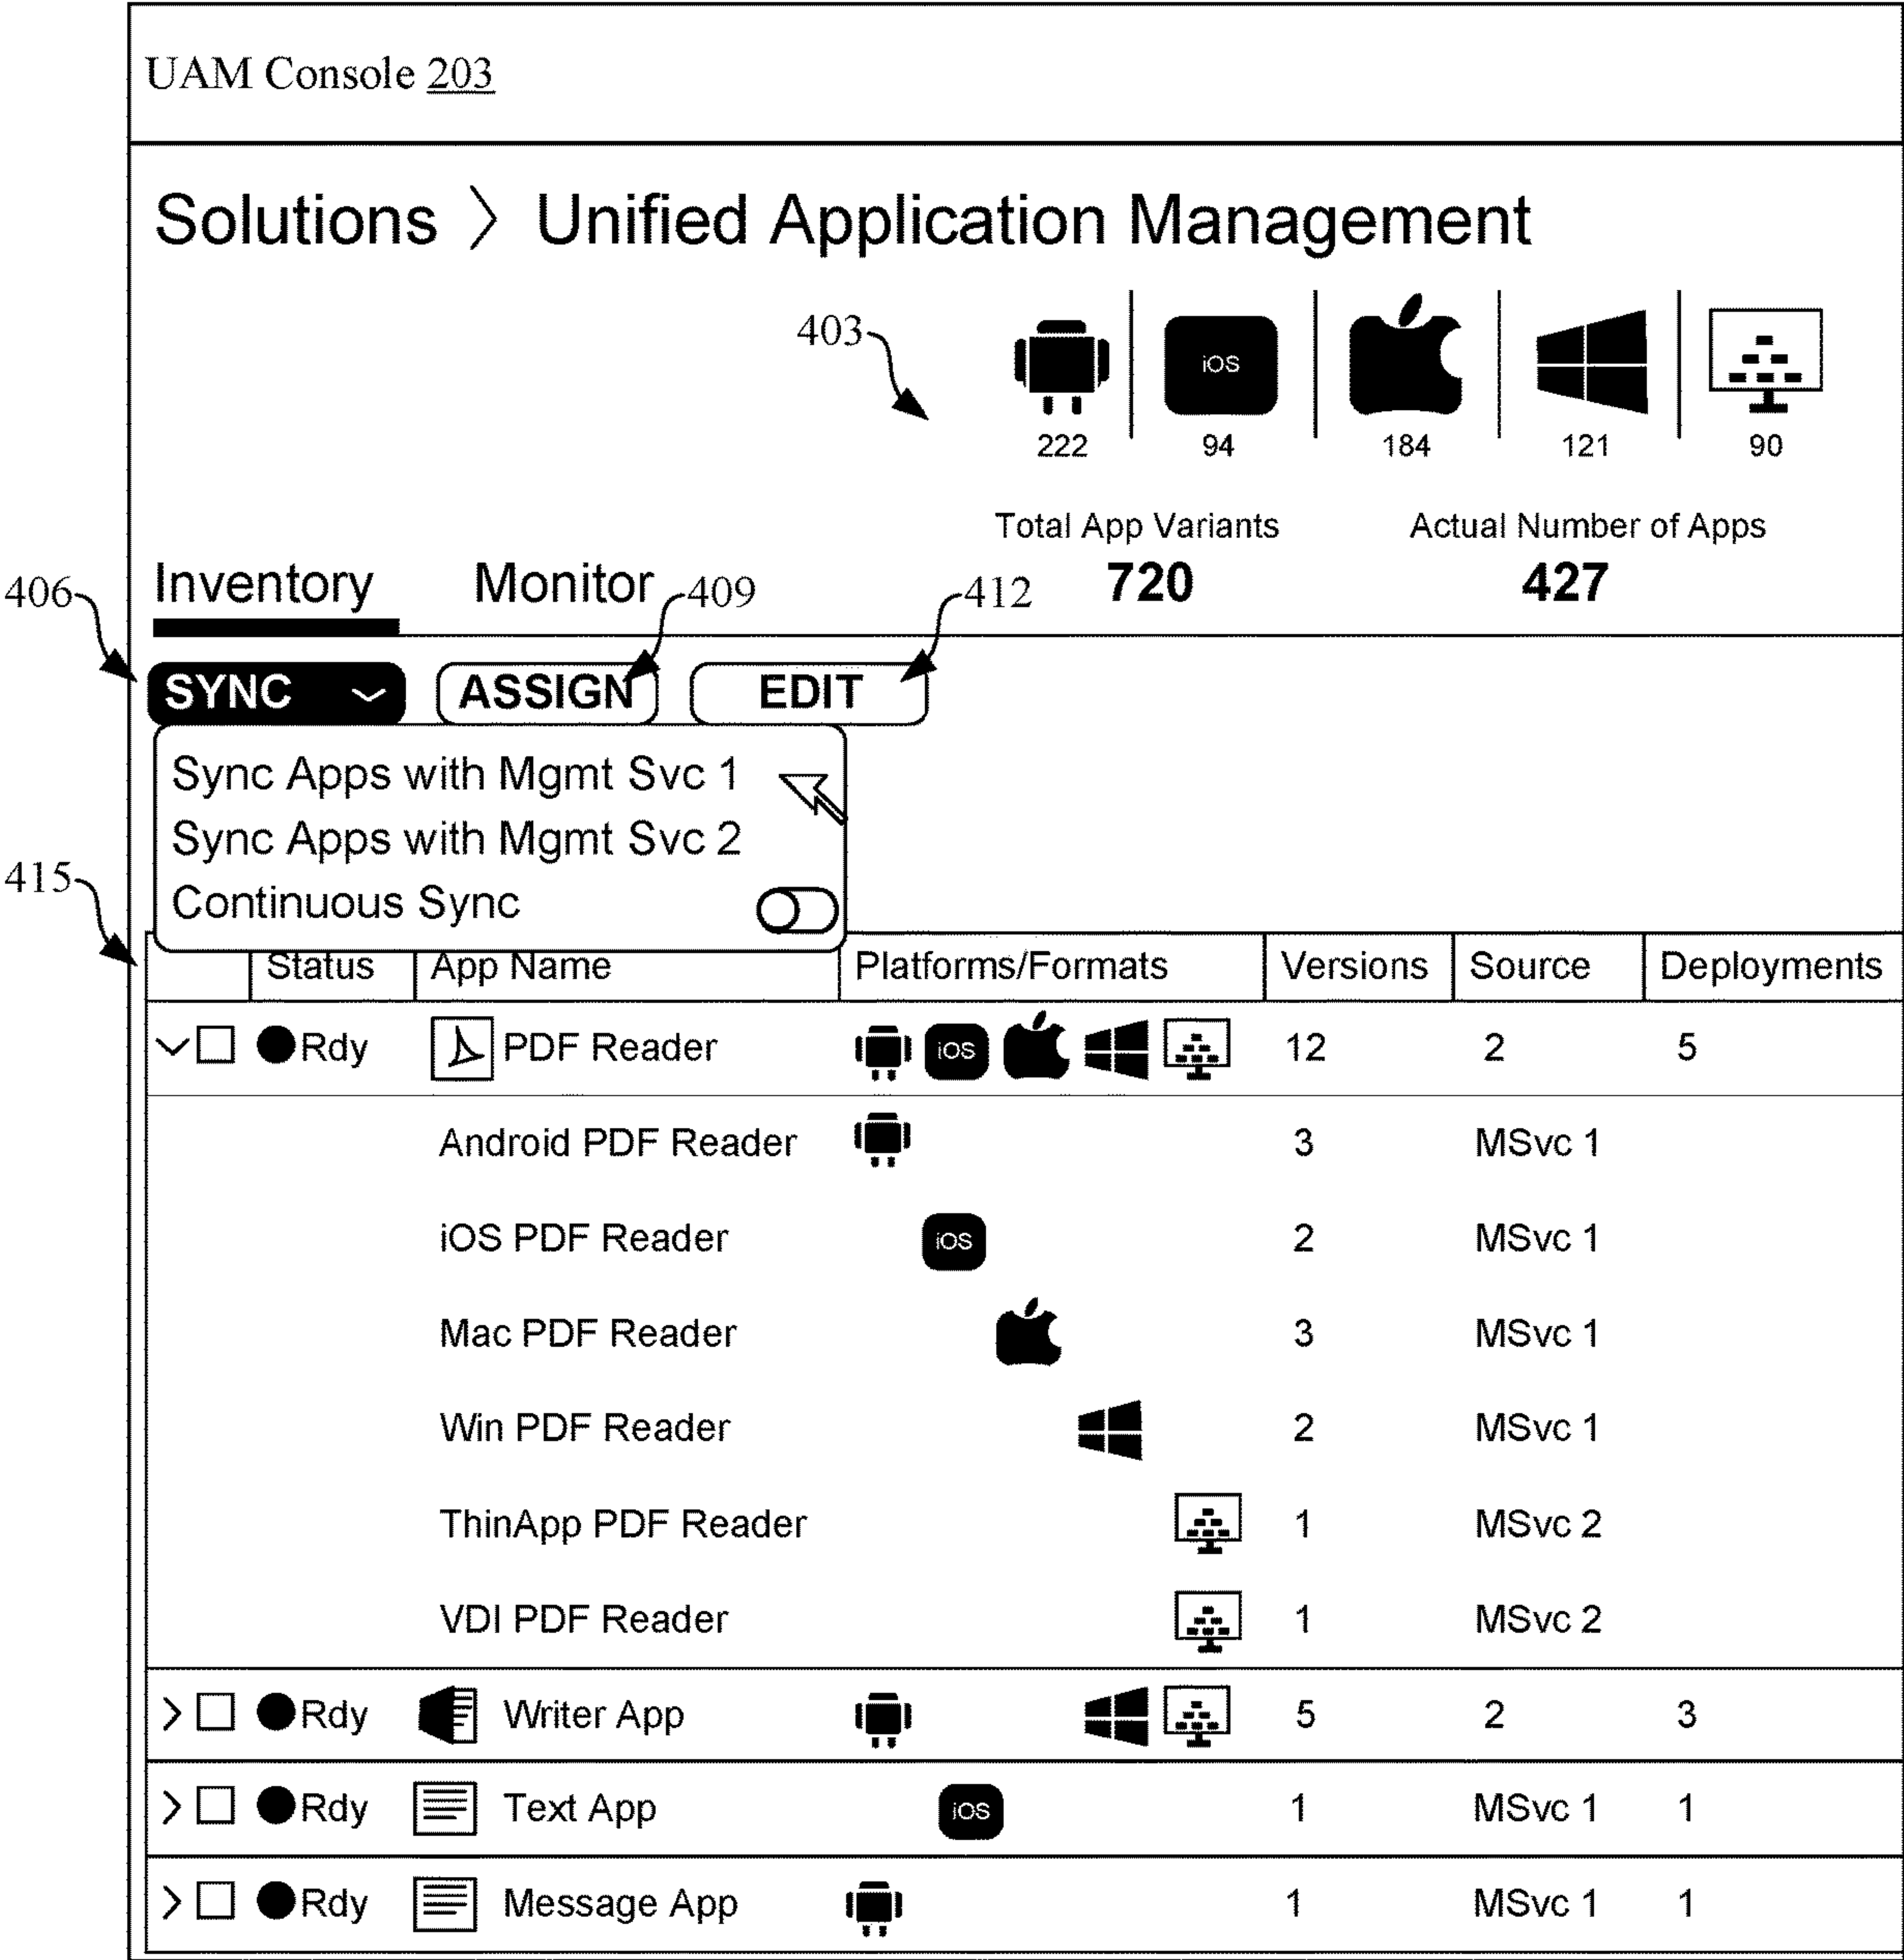 UAM Console 203
Solutions > Unified Application Management
403
iOS
222 94 184 121 90
Total App Variants Actual Number of Apps
720 427
406 Inventory Monitor 409 412
SYNC ASSIGN EDIT
Sync Apps with Mgmt Svc 1
Sync Apps with Mgmt Svc 2
415
Continuous Sync
Status App Name Platforms/Formats Versions Source Deployments
Rdy PDF Reader iOS 12 2 5
Android PDF Reader 3 MSvc 1
iOS PDF Reader iOS 2 MSvc 1
Mac PDF Reader 3 MSvc 1
Win PDF Reader 2 MSvc 1
ThinApp PDF Reader 1 MSvc 2
VDI PDF Reader 1 MSvc 2
> Rdy Writer App 5 2 3
> Rdy Text App iOS 1 MSvc 1 1
> Rdy Message App 1 MSvc 1 1